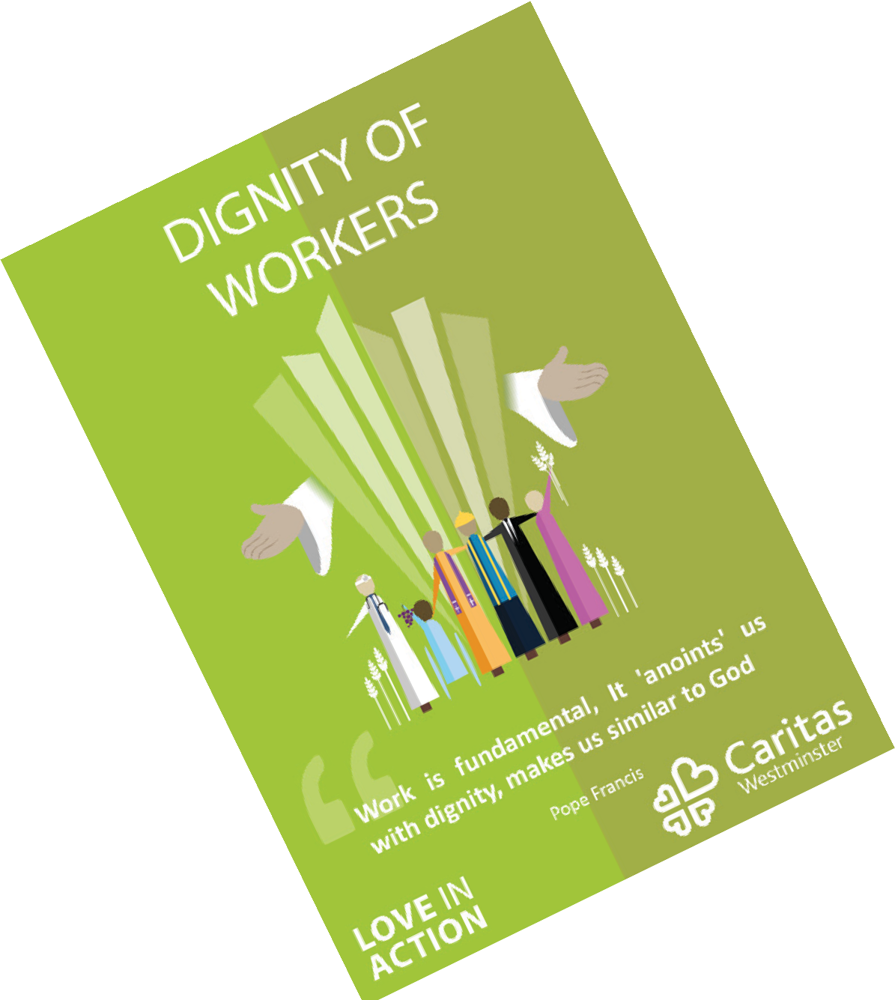 DIGNITY OF
WORKERS
“
Work is fundamental, It 'anoints' us
with dignity, makes us similar to God
Pope Francis
Caritas
Westminster
LOVE IN
ACTION